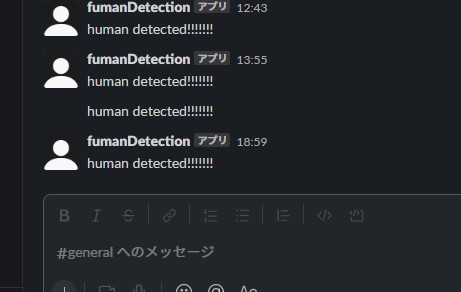 fumanDetection アプリ 12:43
human detected!!!!!!!
fumanDetection アプリ 13:55
human detected!!!!!!!
human detected!!!!!!!
fumanDetection アプリ 18:59
human detected!!!!!!!
B I S
#general へのメッセージ
@ Aa